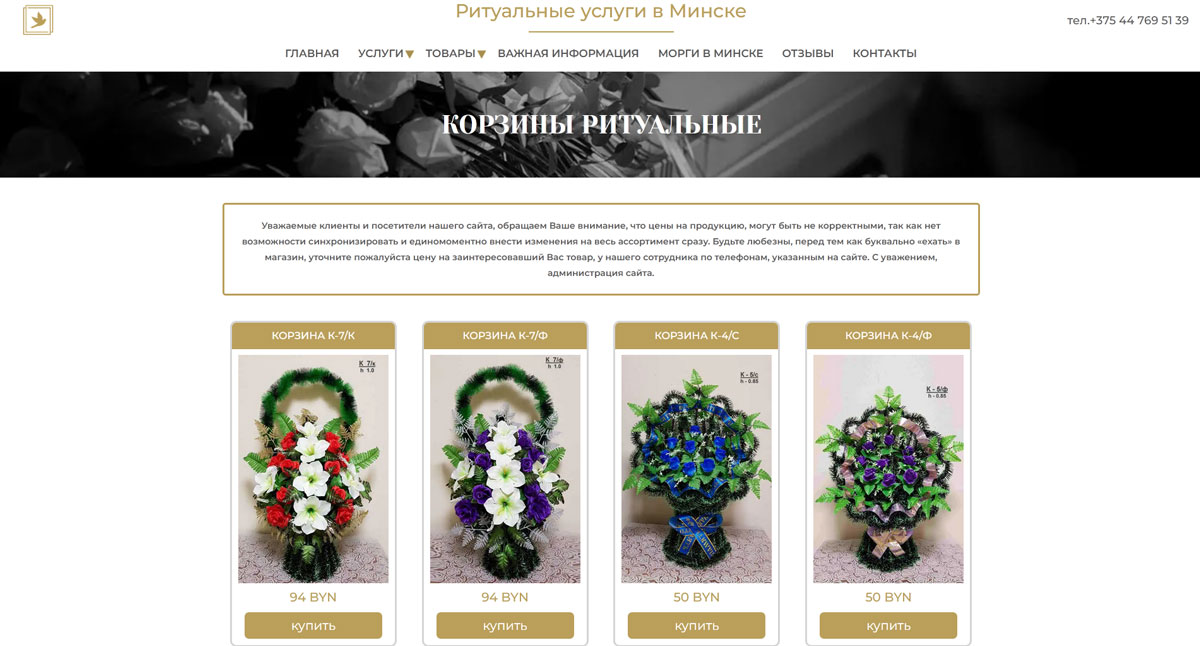 Ритуальные услуги в Минске
тел.+375 44 769 51 39
ГЛАВНАЯ УСЛУГИ ТОВАРЫ ВАЖНАЯ ИНФОРМАЦИЯ МОРГИ В МИНСКЕ ОТЗЫВЫ КОНТАКТЫ
КОРЗИНЫ РИТУАЛЬНЫЕ
Уважаемые клиенты и посетители нашего сайта, обращаем Ваше внимание, что цены на продукцию, могут быть не корректными, так как нет
возможности синхронизировать и единомоментно внести изменения на весь ассортимент сразу. Будьте любезны, перед тем как буквально «ехать» в
магазин, уточните пожалуйста цену на заинтересовавший Вас товар, у нашего сотрудника по телефонам, указанным на сайте. С уважением,
администрация сайта.
КОРЗИНА К-7/К
К 7/к
h 1.0
94 BYN
купить
КОРЗИНА К-7/Ф
К 7/ф
h 1.0
94 BYN
купить
КОРЗИНА К-4/С
К - 5/с
h - 0.85
50 BYN
купить
КОРЗИНА К-4/Ф
К - 5/ф
h - 0.85
50 BYN
купить